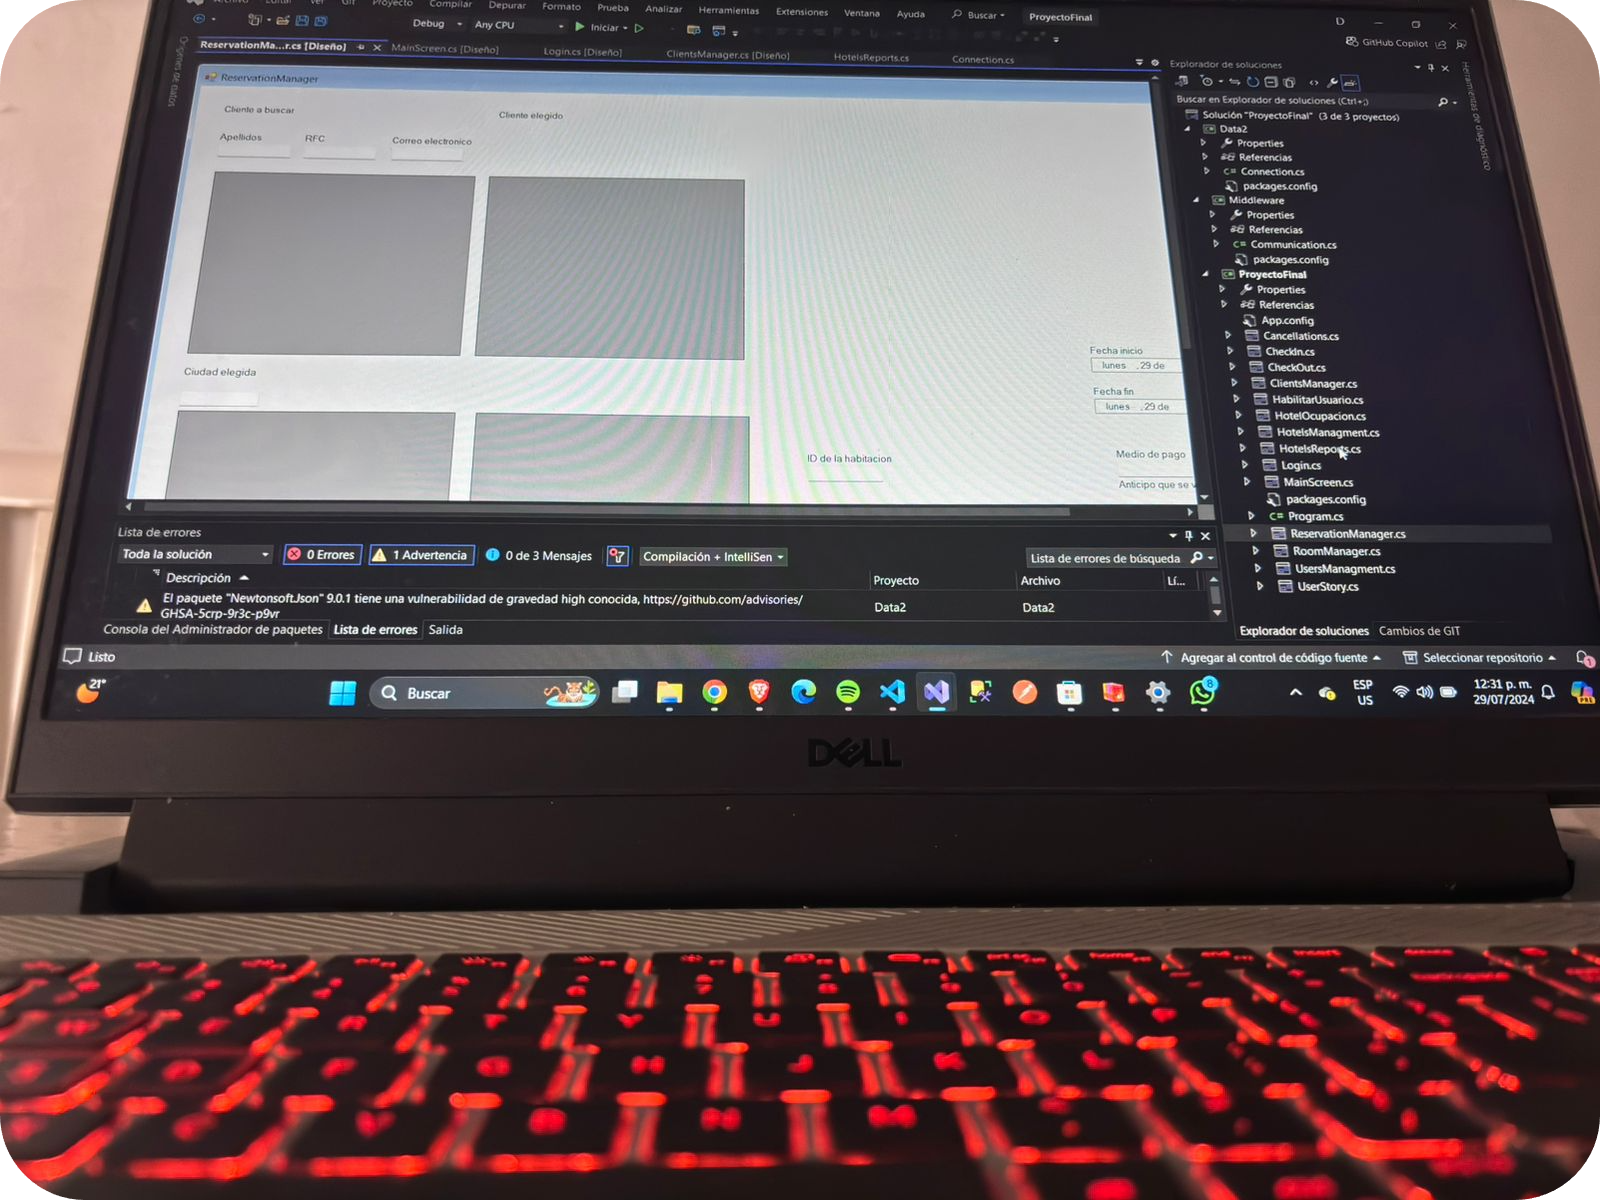 Archivo Editar Ver Git Proyecto Compilar Depurar Formato Prueba Analizar Herramientas Extensiones Ventana Ayuda Buscar ProyectoFinal
Debug Any CPU Iniciar
GitHub Copilot
ReservationMa...r.cs [Diseño] MainScreen.cs [Diseño] Login.cs [Diseño] ClientsManager.cs [Diseño] HotelsReports.cs Connection.cs
Orígenes de datos
ReservationManager
Cliente a buscar
Cliente elegido
Apellidos RFC Correo electronico
Ciudad elegida
Fecha inicio
lunes , 29 de
Fecha fin
lunes , 29 de
ID de la habitacion
Medio de pago
Anticipo que se
Explorador de soluciones
Buscar en Explorador de soluciones (Ctrl+;)
Solución "ProyectoFinal" (3 de 3 proyectos)
Data2
Properties
Referencias
C# Connection.cs
packages.config
Middleware
Properties
Referencias
C# Communication.cs
packages.config
ProyectoFinal
Properties
Referencias
App.config
Cancellations.cs
CheckIn.cs
CheckOut.cs
ClientsManager.cs
HabilitarUsuario.cs
HotelOcupacion.cs
HotelsManagment.cs
HotelsReports.cs
Login.cs
MainScreen.cs
packages.config
C# Program.cs
ReservationManager.cs
RoomManager.cs
UsersManagment.cs
UserStory.cs
Explorador de soluciones Cambios de GIT
Herramientas de diagnóstico
Lista de errores
Toda la solución 0 Errores 1 Advertencia 0 de 3 Mensajes Compilación + IntelliSen Lista de errores de búsqueda
Descripción Proyecto Archivo Lí...
El paquete "NewtonsoftJson" 9.0.1 tiene una vulnerabilidad de gravedad high conocida, https://github.com/advisories/
GHSA-5crp-9r3c-p9vr
Data2 Data2
Consola del Administrador de paquetes Lista de errores Salida
Listo Agregar al control de código fuente Seleccionar repositorio 1
21° Buscar 8 ESP
US
12:31 p. m.
29/07/2024
DELL